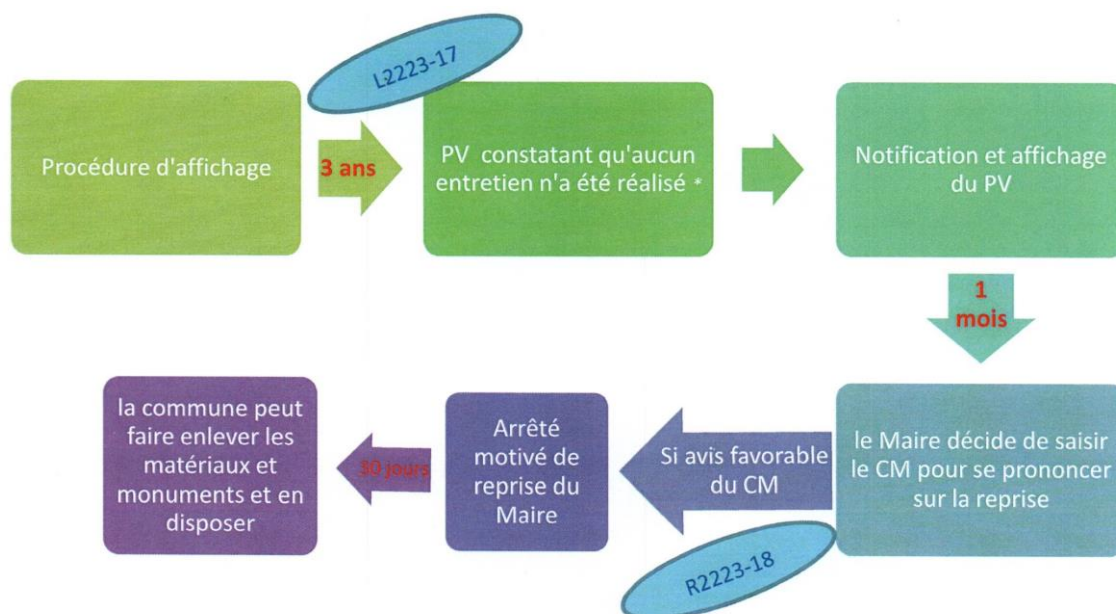 L2223-17
Procédure d'affichage
3 ans
PV constatant qu'aucun
entretien n'a été réalisé *
Notification et affichage
du PV
1
mois
le Maire décide de saisir
le CM pour se prononcer
sur la reprise
Si avis favorable
du CM
R2223-18
Arrêté
motivé de
reprise du
Maire
30 jours
la commune peut
faire enlever les
matériaux et
monuments et en
disposer